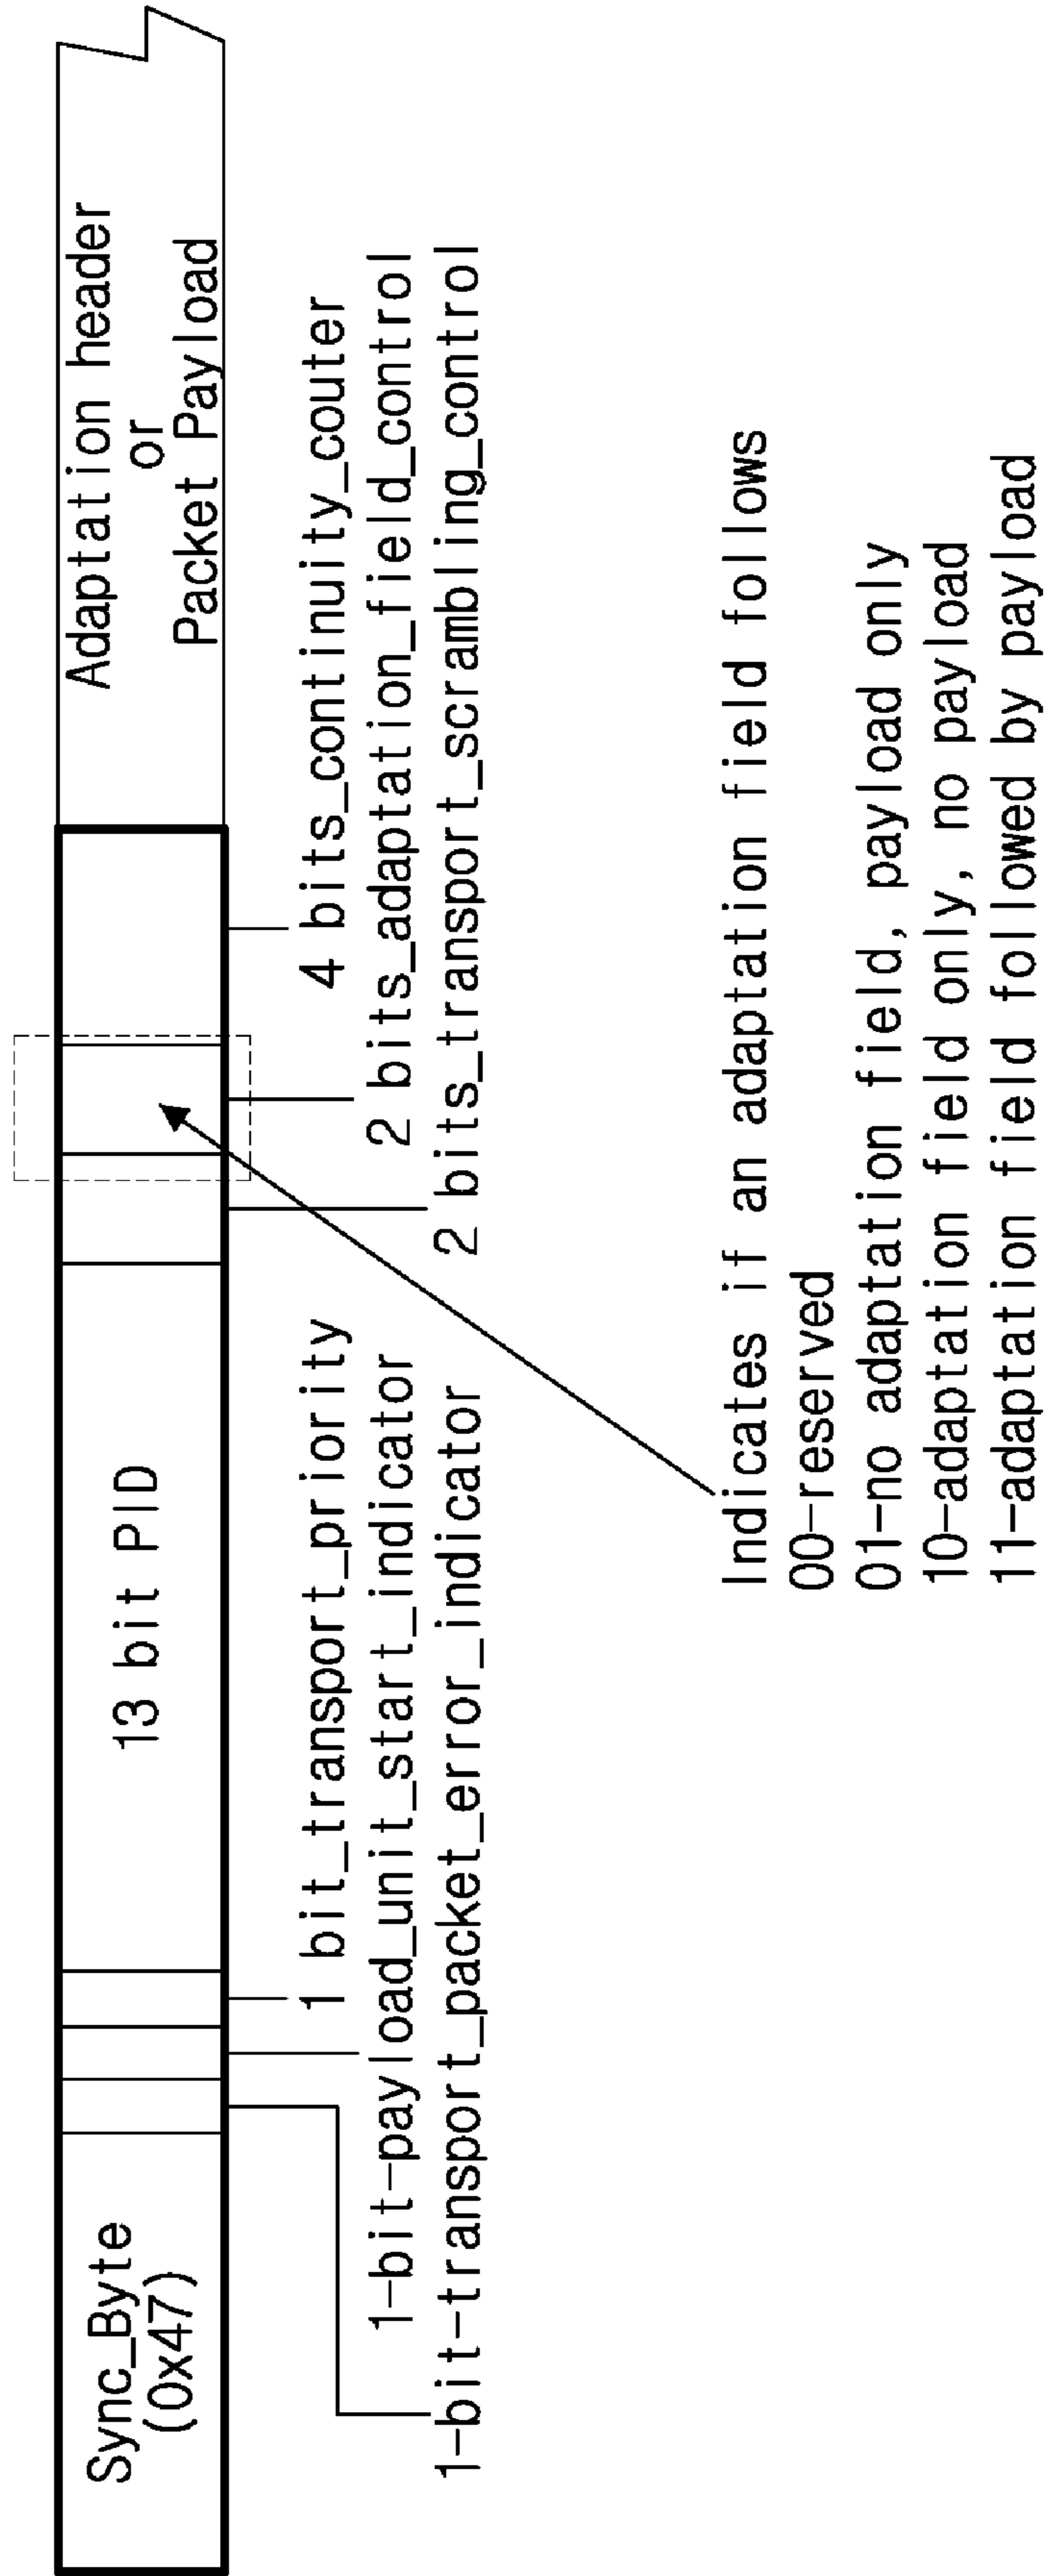 Sync_Byte
(0x47)
13 bit PID
Adaptation header
or
Packet Payload
1 bit_transport_priority
1-bit-payload_unit_start_indicator
1-bit-transport_packet_error_indicator
4 bits_continuity_couter
2 bits_adaptation_field_control
2 bits_transport_scrambling_control
Indicates if an adaptation field follows
00-reserved
01-no adaptation field, payload only
10-adaptation field only, no payload
11-adaptation field followed by payload